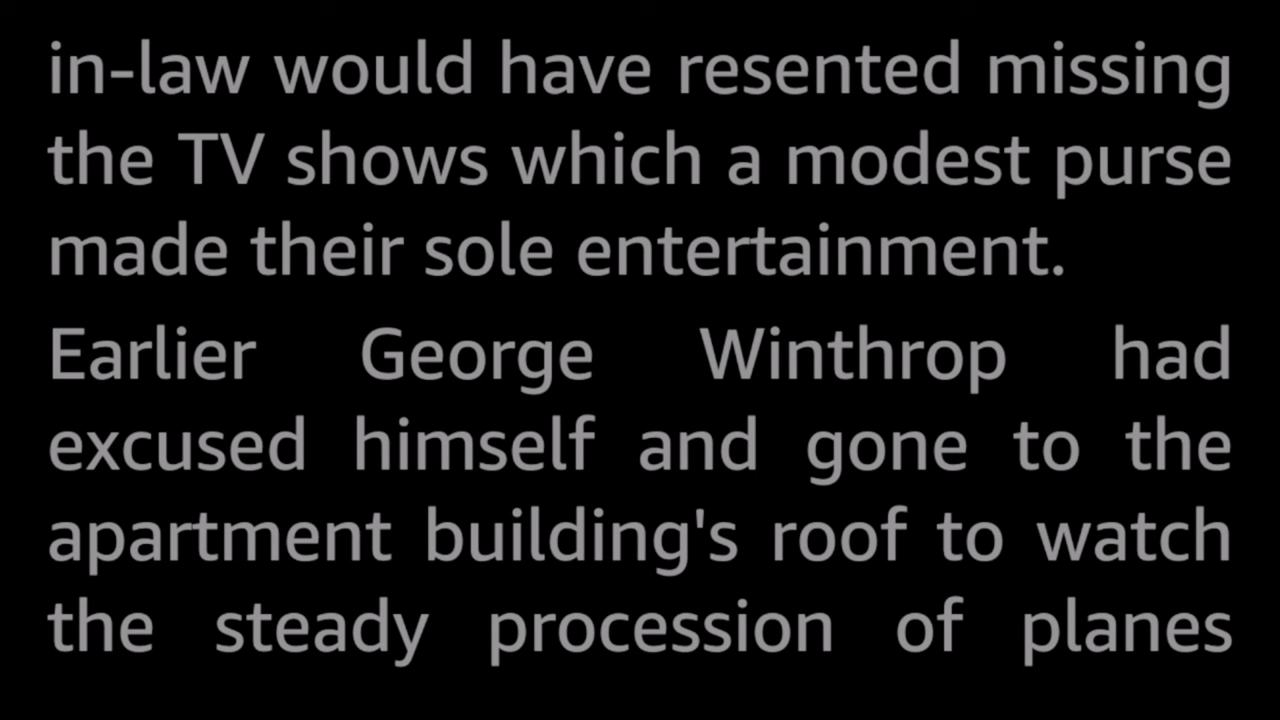 in-law would have resented missing
the TV shows which a modest purse
made their sole entertainment.
Earlier George Winthrop had
excused himself and gone to the
apartment building's roof to watch
the steady procession of planes